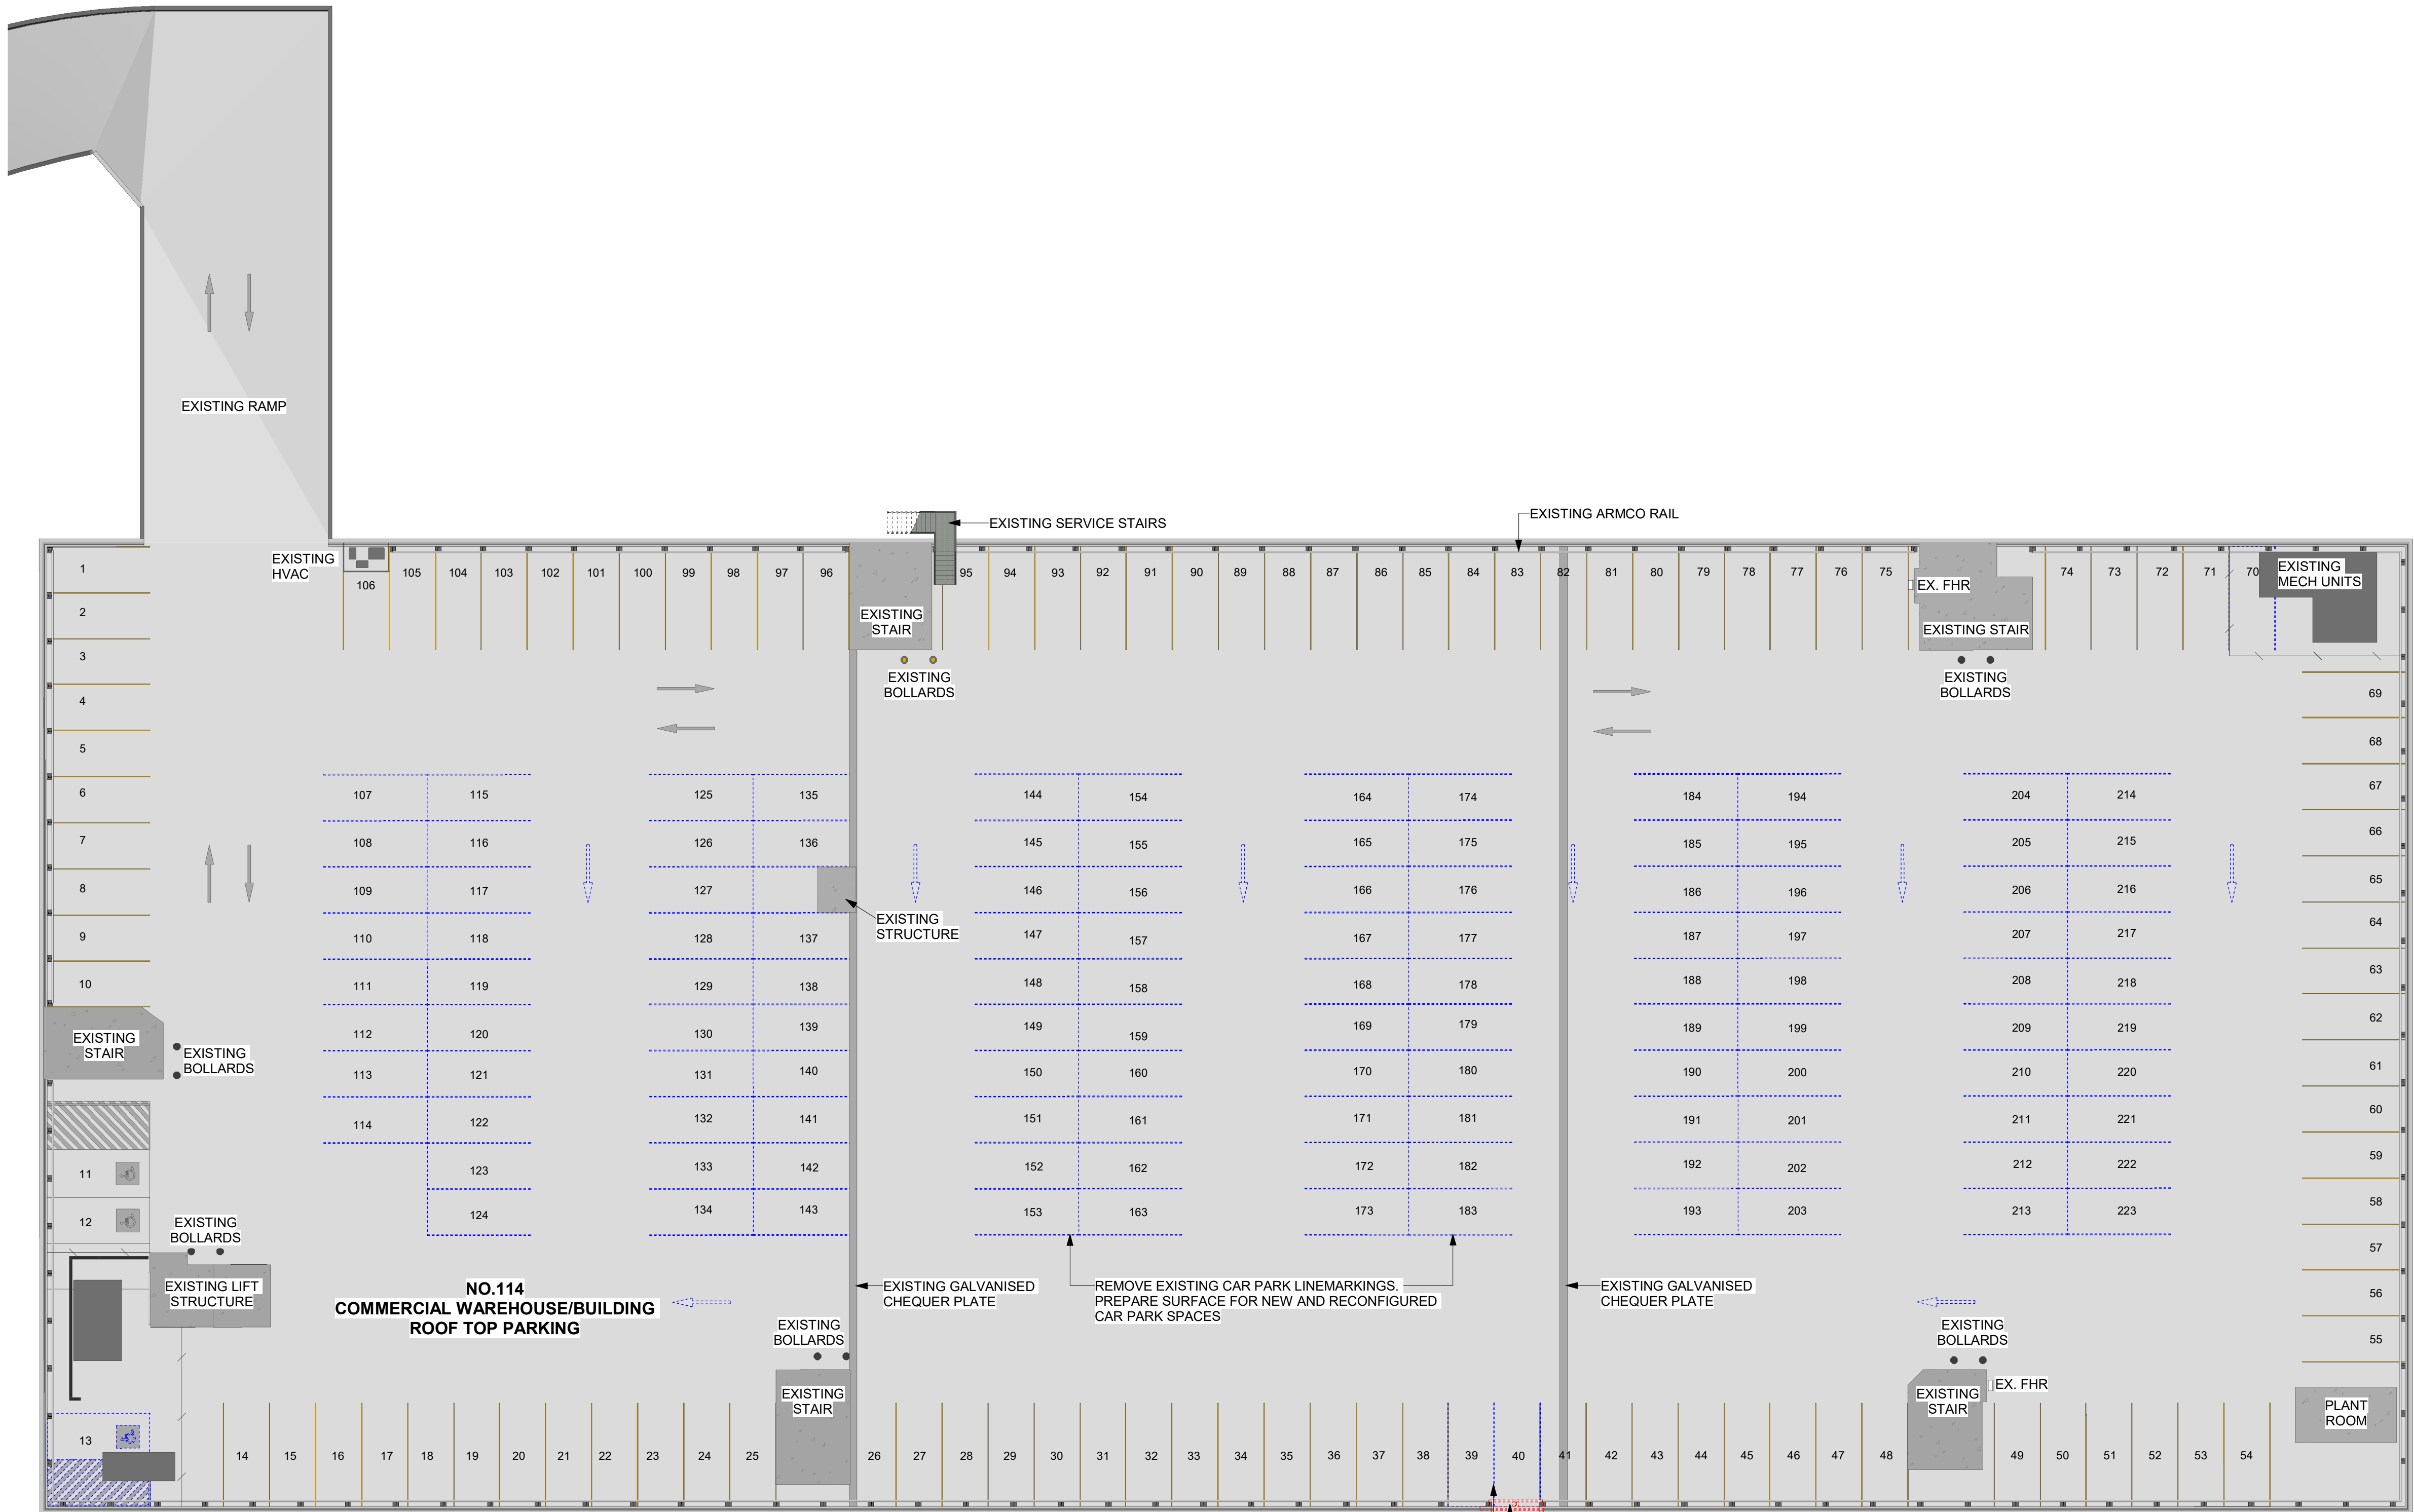 EXISTING RAMP
EXISTING SERVICE STAIRS
EXISTING ARMCO RAIL
EXISTING
HVAC
106 105 104 103 102 101 100 99 98 97 96
EXISTING
STAIR
95 94 93 92 91 90 89 88 87 86 85 84 83 82 81 80 79 78 77 76 75
EX. FHR
EXISTING STAIR
74 73 72 71 70
EXISTING
MECH UNITS
EXISTING
BOLLARDS
EXISTING
BOLLARDS
1
2
3
4
5
6
7
8
9
10
69
68
67
66
65
64
63
62
61
60
59
58
57
56
55
107 115 125 135 144 154 164 174 184 194 204 214
108 116 126 136 145 155 165 175 185 195 205 215
109 117 127 146 156 166 176 186 196 206 216
EXISTING
STRUCTURE
110 118 128 137 147 157 167 177 187 197 207 217
111 119 129 138 148 158 168 178 188 198 208 218
112 120 130 139 149 159 169 179 189 199 209 219
113 121 131 140 150 160 170 180 190 200 210 220
114 122 132 141 151 161 171 181 191 201 211 221
123 133 142 152 162 172 182 192 202 212 222
124 134 143 153 163 173 183 193 203 213 223
EXISTING
STAIR
EXISTING
BOLLARDS
11
12
EXISTING
BOLLARDS
EXISTING LIFT
STRUCTURE
NO.114
COMMERCIAL WAREHOUSE/BUILDING
ROOF TOP PARKING
EXISTING GALVANISED
CHEQUER PLATE
REMOVE EXISTING CAR PARK LINEMARKINGS.
PREPARE SURFACE FOR NEW AND RECONFIGURED
CAR PARK SPACES
EXISTING GALVANISED
CHEQUER PLATE
EXISTING
BOLLARDS
EXISTING
STAIR
EXISTING
BOLLARDS
EXISTING
STAIR
EX. FHR
PLANT
ROOM
13
14 15 16 17 18 19 20 21 22 23 24 25 26 27 28 29 30 31 32 33 34 35 36 37 38 39 40 41 42 43 44 45 46 47 48 49 50 51 52 53 54